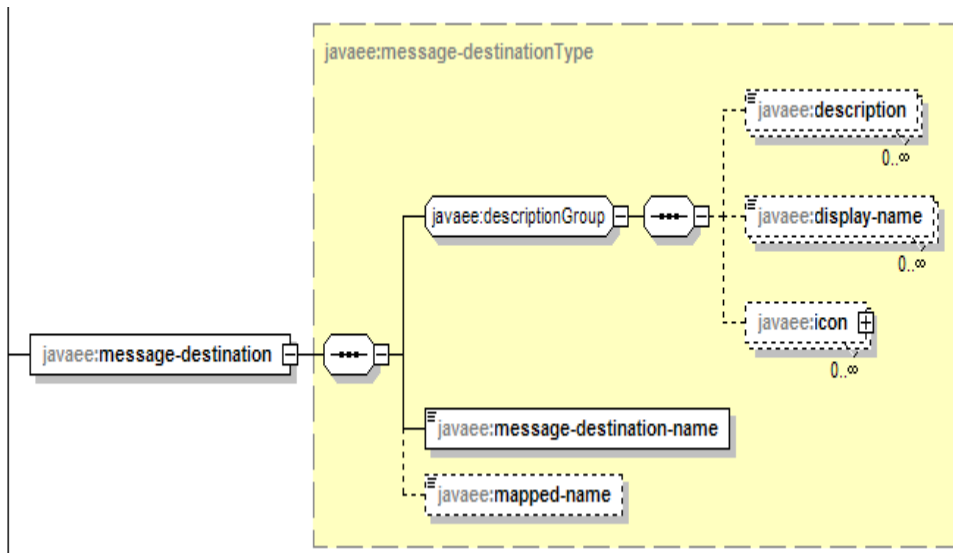 javaee:message-destinationType
javaee:description
0..∞
javaee:descriptionGroup
javaee:display-name
0..∞
javaee:icon
0..∞
javaee:message-destination
javaee:message-destination-name
javaee:mapped-name